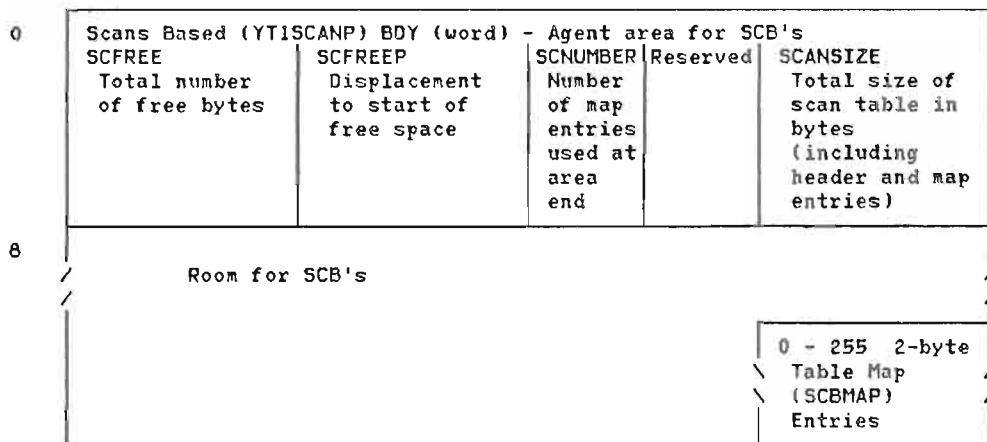 0 Scans Based (YT1SCANP) BDY (word) - Agent area for SCB's
SCFREE SCFREEP SCNUMBER Reserved SCANSIZE
Total number Displacement Number Total size of
of free bytes to start of of map scan table in
free space entries bytes
used at (including
area header and map
end entries)
8
Room for SCB's
0 - 255 2-byte
Table Map
(SCBMAP)
Entries